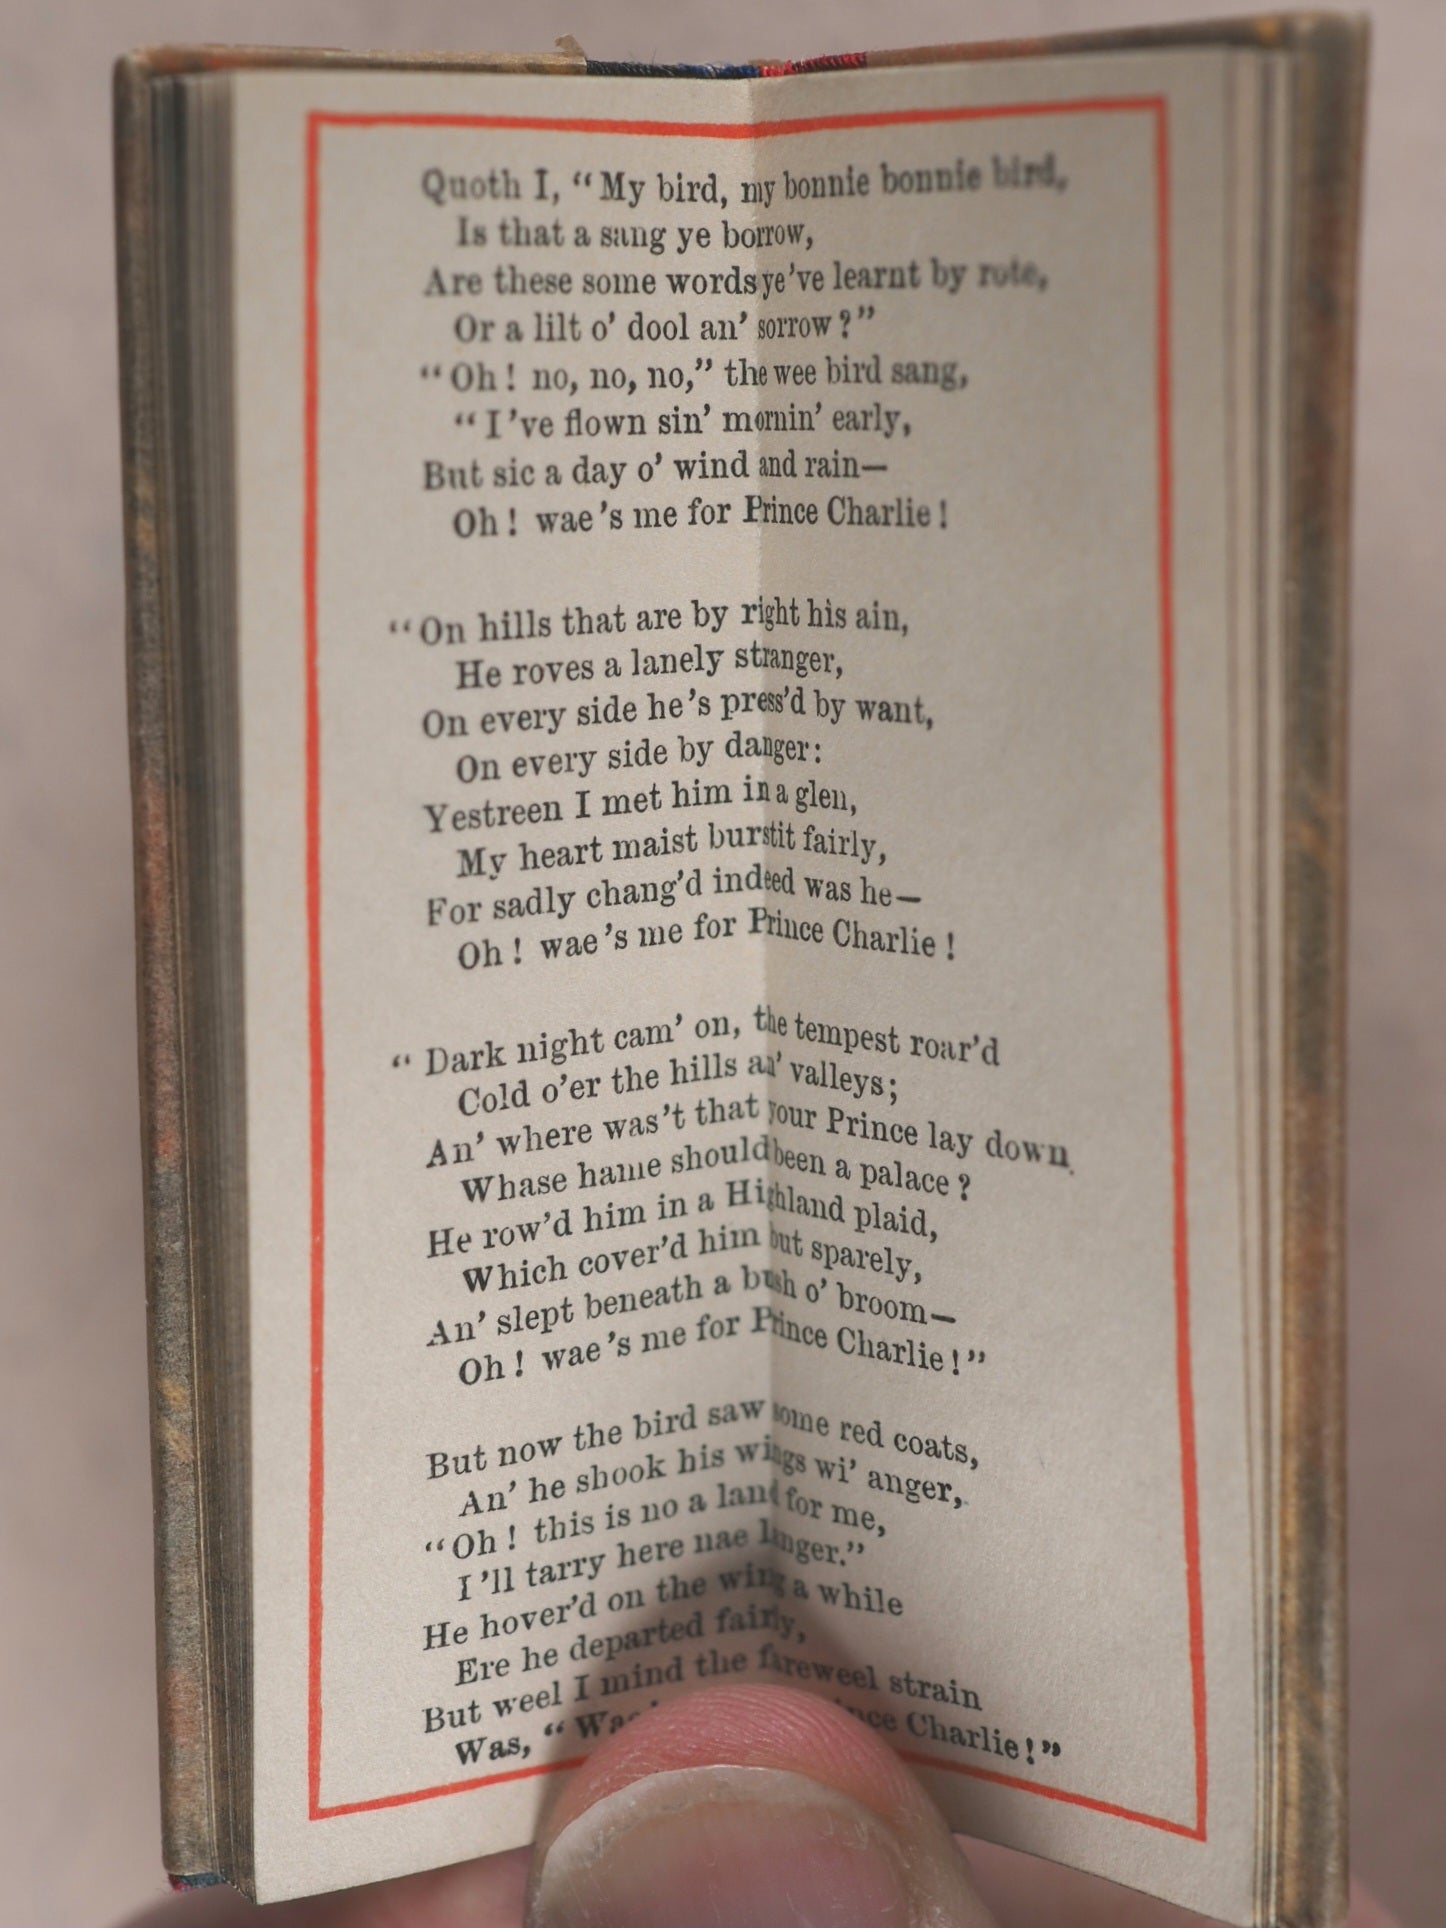 Quoth I, “My bird, my bonnie bonnie bird,
Is that a sang ye borrow,
Are these some words ye’ve learnt by rote,
Or a lilt o’ dool an’ sorrow?”
“Oh! no, no, no,” the wee bird sang,
“I’ve flown sin’ mornin’ early,
But sic a day o’ wind and rain—
Oh! wae’s me for Prince Charlie!
“On hills that are by right his ain,
He roves a lanely stranger,
On every side he’s press’d by want,
On every side by danger:
Yestreen I met him in a glen,
My heart maist burstit fairly,
For sadly chang’d indeed was he—
Oh! wae’s me for Prince Charlie!
“Dark night cam’ on, the tempest roar’d
Cold o’er the hills an’ valleys;
An’ where was’t that your Prince lay down,
Whase hame should been a palace?
He row’d him in a Highland plaid,
Which cover’d him but sparely,
An’ slept beneath a bush o’ broom—
Oh! wae’s me for Prince Charlie!”
But now the bird saw some red coats,
An’ he shook his wings wi’ anger,
“Oh! this is no a land for me,
I’ll tarry here nae langer.”
He hover’d on the wing a while
Ere he departed fairly,
But weel I mind the fareweel strain
Was, “ Charlie!”